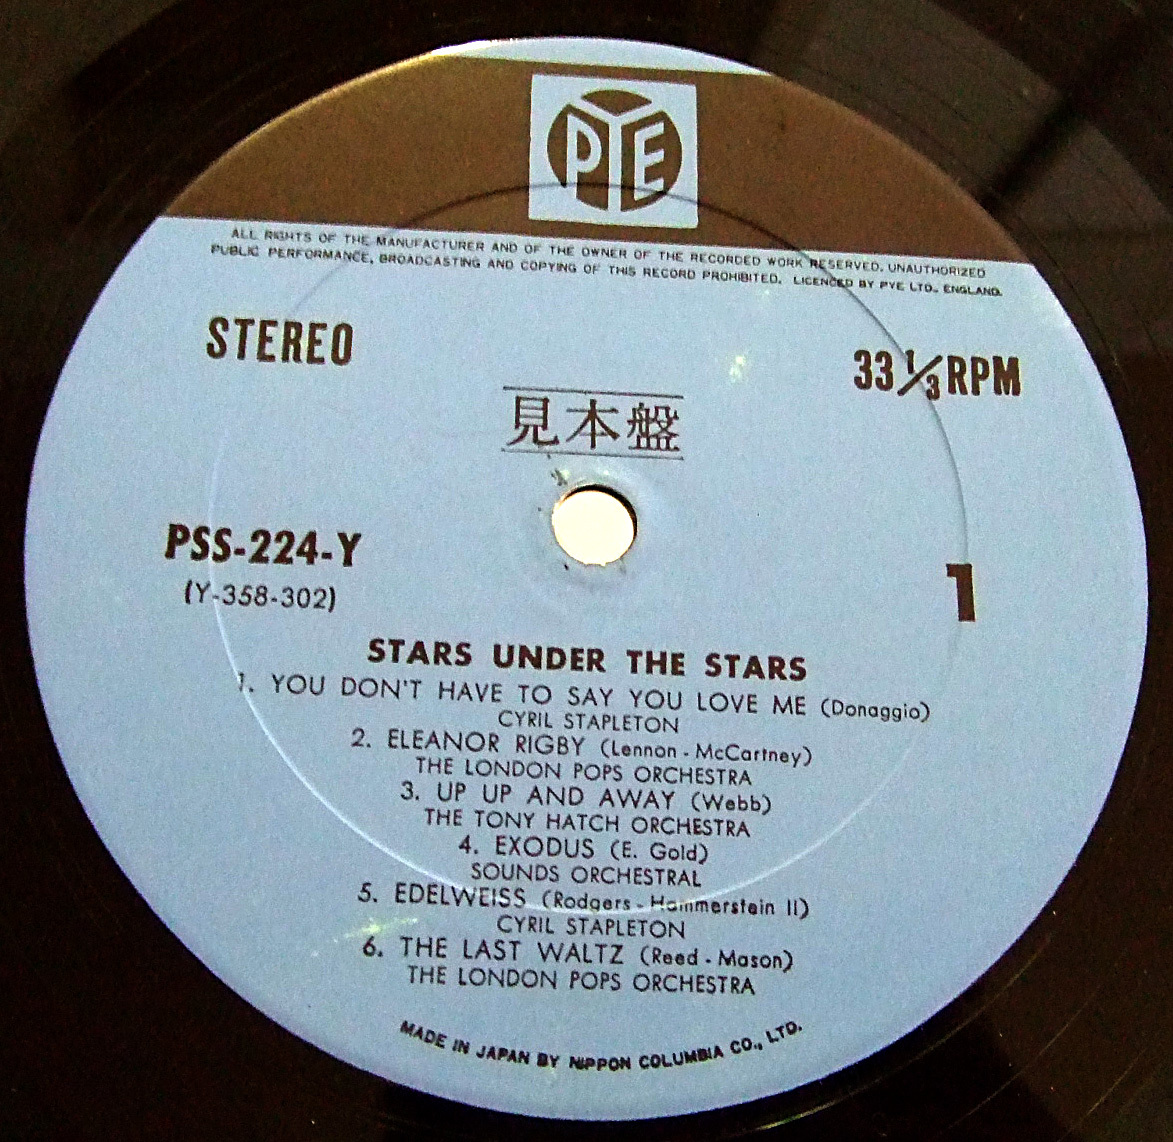 PYE
ALL RIGHTS OF THE MANUFACTURER AND OF THE OWNER OF THE RECORDED WORK RESERVED. UNAUTHORIZED
PUBLIC PERFORMANCE, BROADCASTING AND COPYING OF THIS RECORD PROHIBITED. LICENCED BY PYE LTD., ENGLAND.
STEREO
33 1/3 RPM
見本盤
PSS-224-Y
(Y-358-302)
1
STARS UNDER THE STARS
1. YOU DON'T HAVE TO SAY YOU LOVE ME (Donaggio)
CYRIL STAPLETON
2. ELEANOR RIGBY (Lennon - McCartney)
THE LONDON POPS ORCHESTRA
3. UP UP AND AWAY (Webb)
THE TONY HATCH ORCHESTRA
4. EXODUS (E. Gold)
SOUNDS ORCHESTRAL
5. EDELWEISS (Rodgers - Hammerstein II)
CYRIL STAPLETON
6. THE LAST WALTZ (Reed - Mason)
THE LONDON POPS ORCHESTRA
MADE IN JAPAN BY NIPPON COLUMBIA CO., LTD.